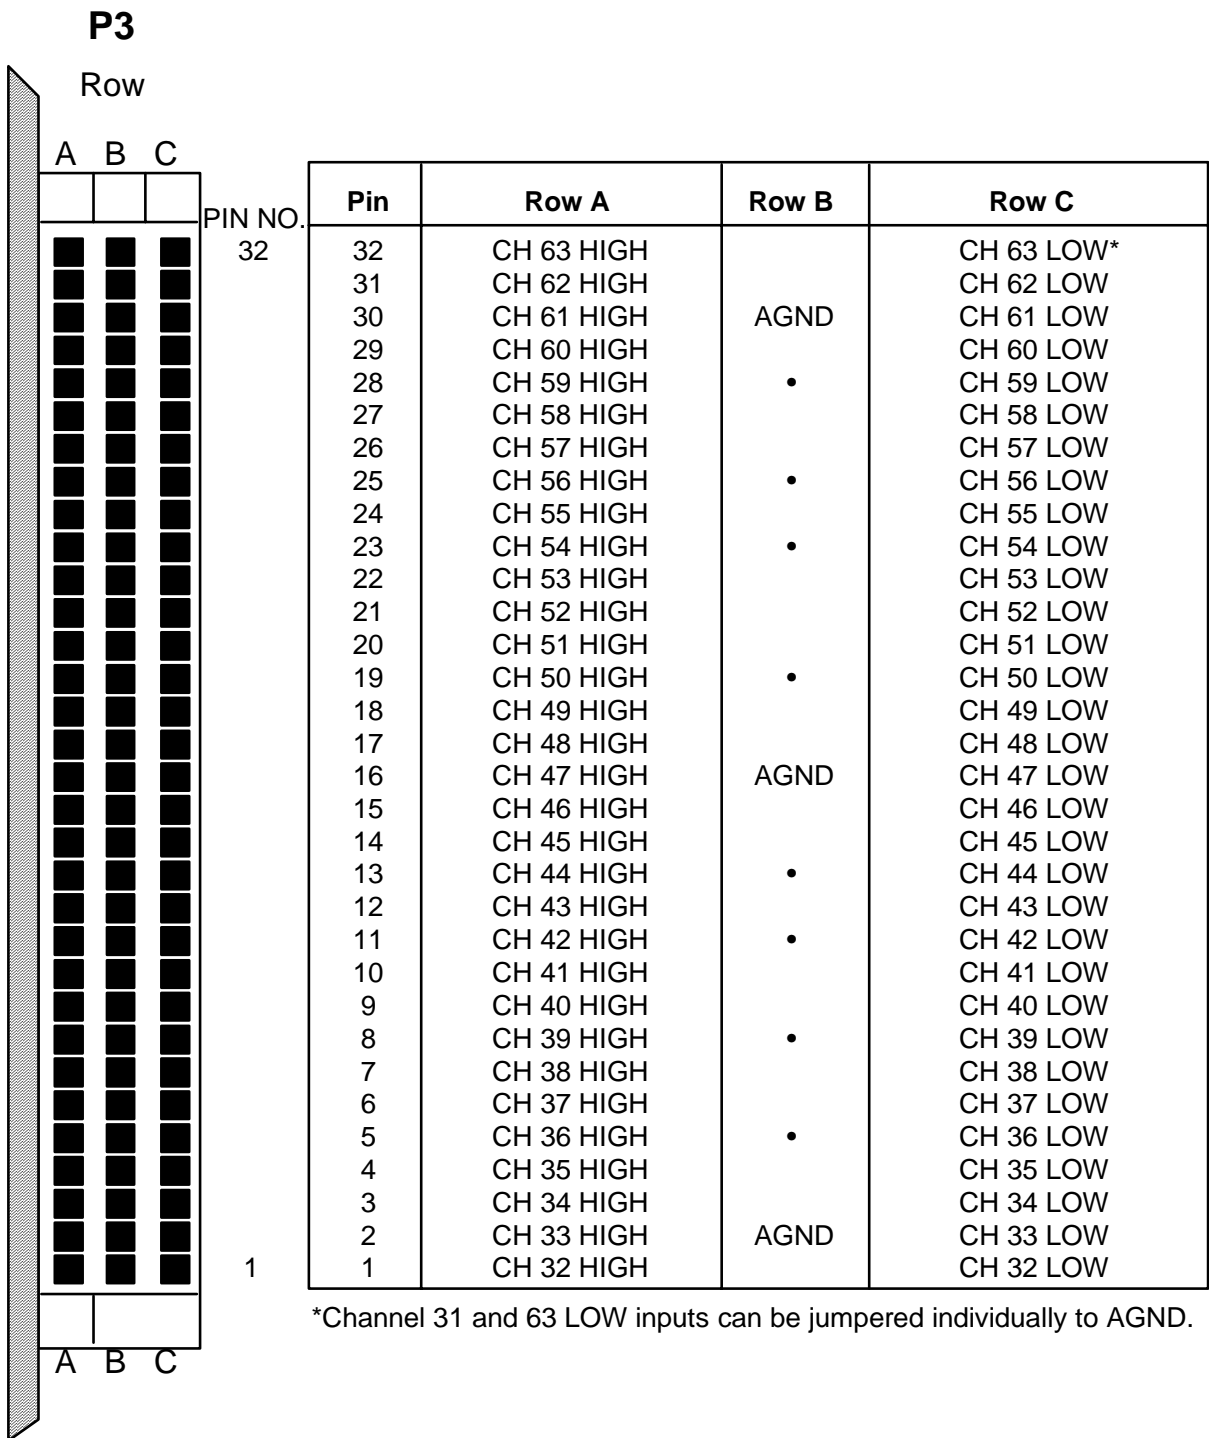 P3
Row
A B C
PIN NO.
Pin Row A Row B Row C
32 32 CH 63 HIGH CH 63 LOW*
31 CH 62 HIGH CH 62 LOW
30 CH 61 HIGH AGND CH 61 LOW
29 CH 60 HIGH CH 60 LOW
28 CH 59 HIGH • CH 59 LOW
27 CH 58 HIGH CH 58 LOW
26 CH 57 HIGH CH 57 LOW
25 CH 56 HIGH • CH 56 LOW
24 CH 55 HIGH CH 55 LOW
23 CH 54 HIGH • CH 54 LOW
22 CH 53 HIGH CH 53 LOW
21 CH 52 HIGH CH 52 LOW
20 CH 51 HIGH CH 51 LOW
19 CH 50 HIGH • CH 50 LOW
18 CH 49 HIGH CH 49 LOW
17 CH 48 HIGH CH 48 LOW
16 CH 47 HIGH AGND CH 47 LOW
15 CH 46 HIGH CH 46 LOW
14 CH 45 HIGH CH 45 LOW
13 CH 44 HIGH • CH 44 LOW
12 CH 43 HIGH CH 43 LOW
11 CH 42 HIGH • CH 42 LOW
10 CH 41 HIGH CH 41 LOW
9 CH 40 HIGH CH 40 LOW
8 CH 39 HIGH • CH 39 LOW
7 CH 38 HIGH CH 38 LOW
6 CH 37 HIGH CH 37 LOW
5 CH 36 HIGH • CH 36 LOW
4 CH 35 HIGH CH 35 LOW
3 CH 34 HIGH CH 34 LOW
2 CH 33 HIGH AGND CH 33 LOW
1 1 CH 32 HIGH CH 32 LOW
*Channel 31 and 63 LOW inputs can be jumpered individually to AGND.
A B C